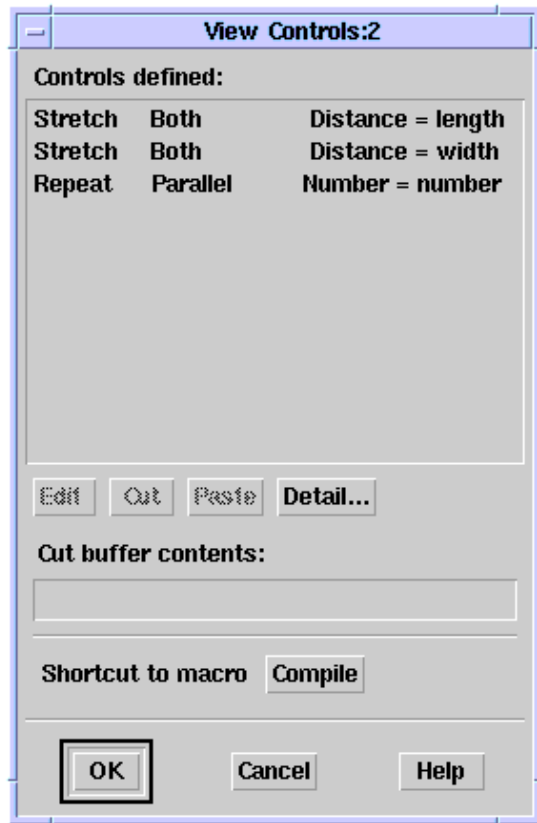 View Controls:2
Controls defined:
Stretch Both Distance = length
Stretch Both Distance = width
Repeat Parallel Number = number
Edit Cut Paste Detail...
Cut buffer contents:
Shortcut to macro Compile
OK Cancel Help